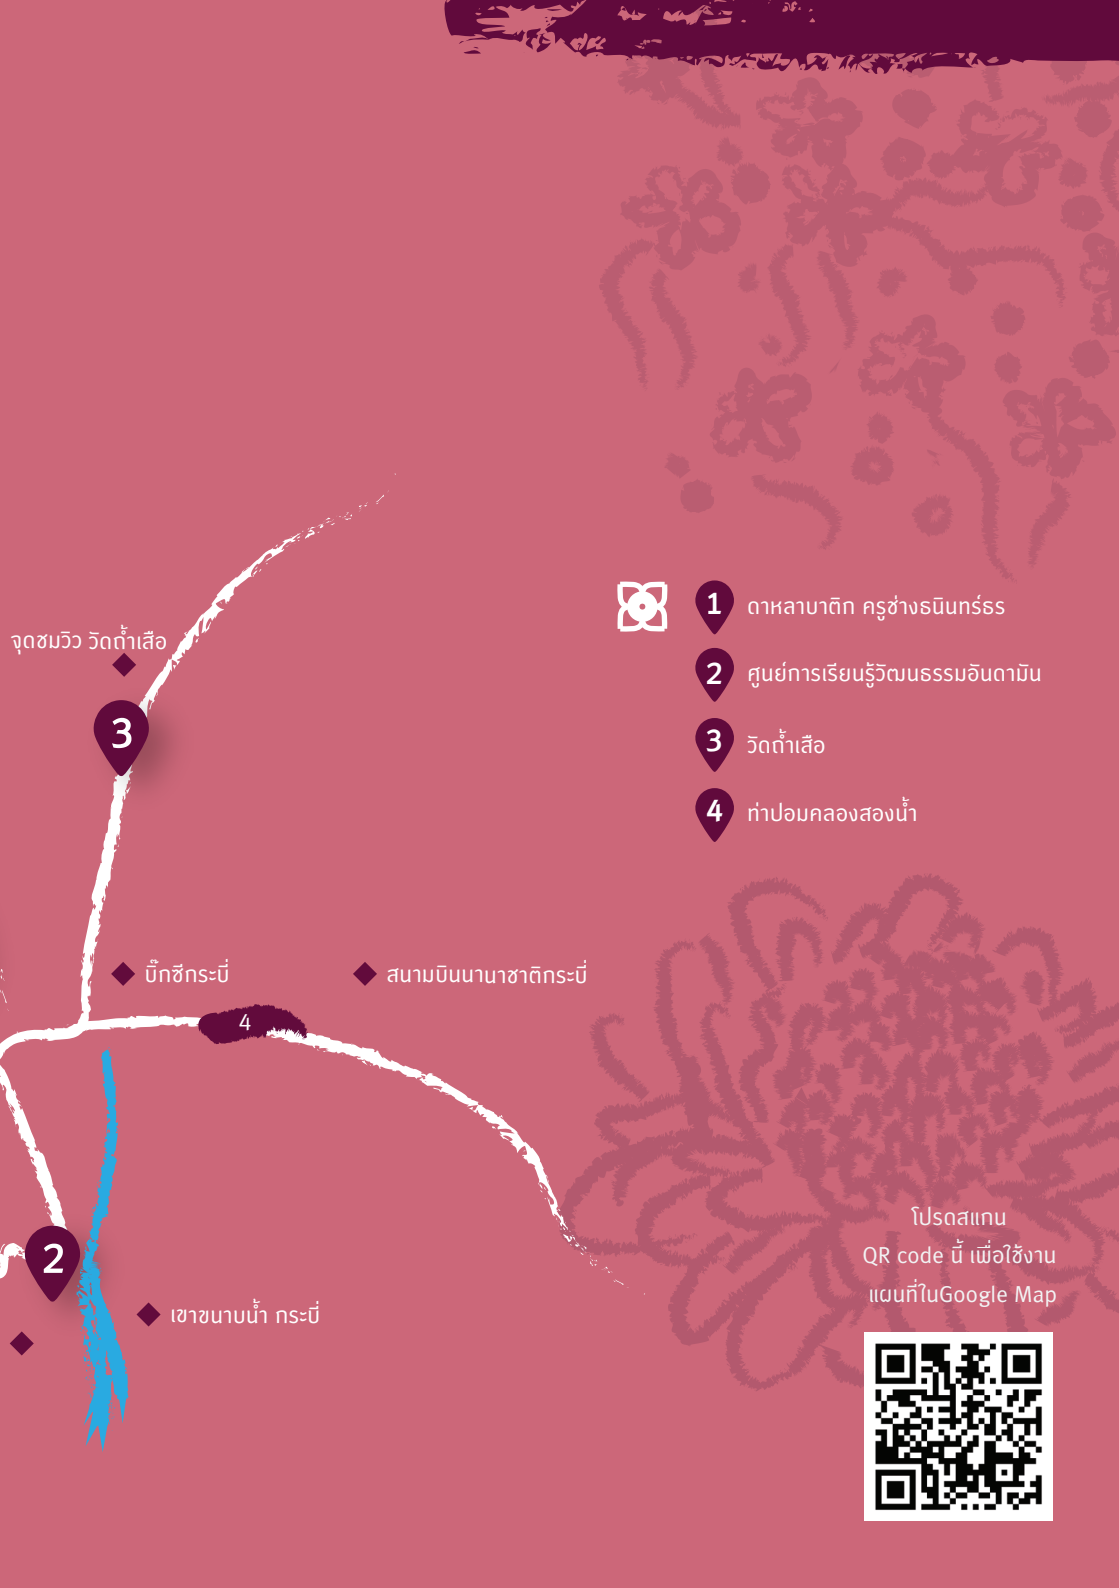 1 ดาหลาบาติก ครูช่างธนินทร์ธร
จุดชมวิว วัดถ้ำเสือ
2 ศูนย์การเรียนรู้วัฒนธรรมอันดามัน
3
3 วัดถ้ำเสือ
4 ท่าปอมคลองสองน้ำ
บิ๊กซีกระบี่
สนามบินนานาชาติกระบี่
4
2
เขาขนาบน้ำ กระบี่
โปรดสแกน
QR code นี้ เพื่อใช้งาน
แผนที่ในGoogle Map